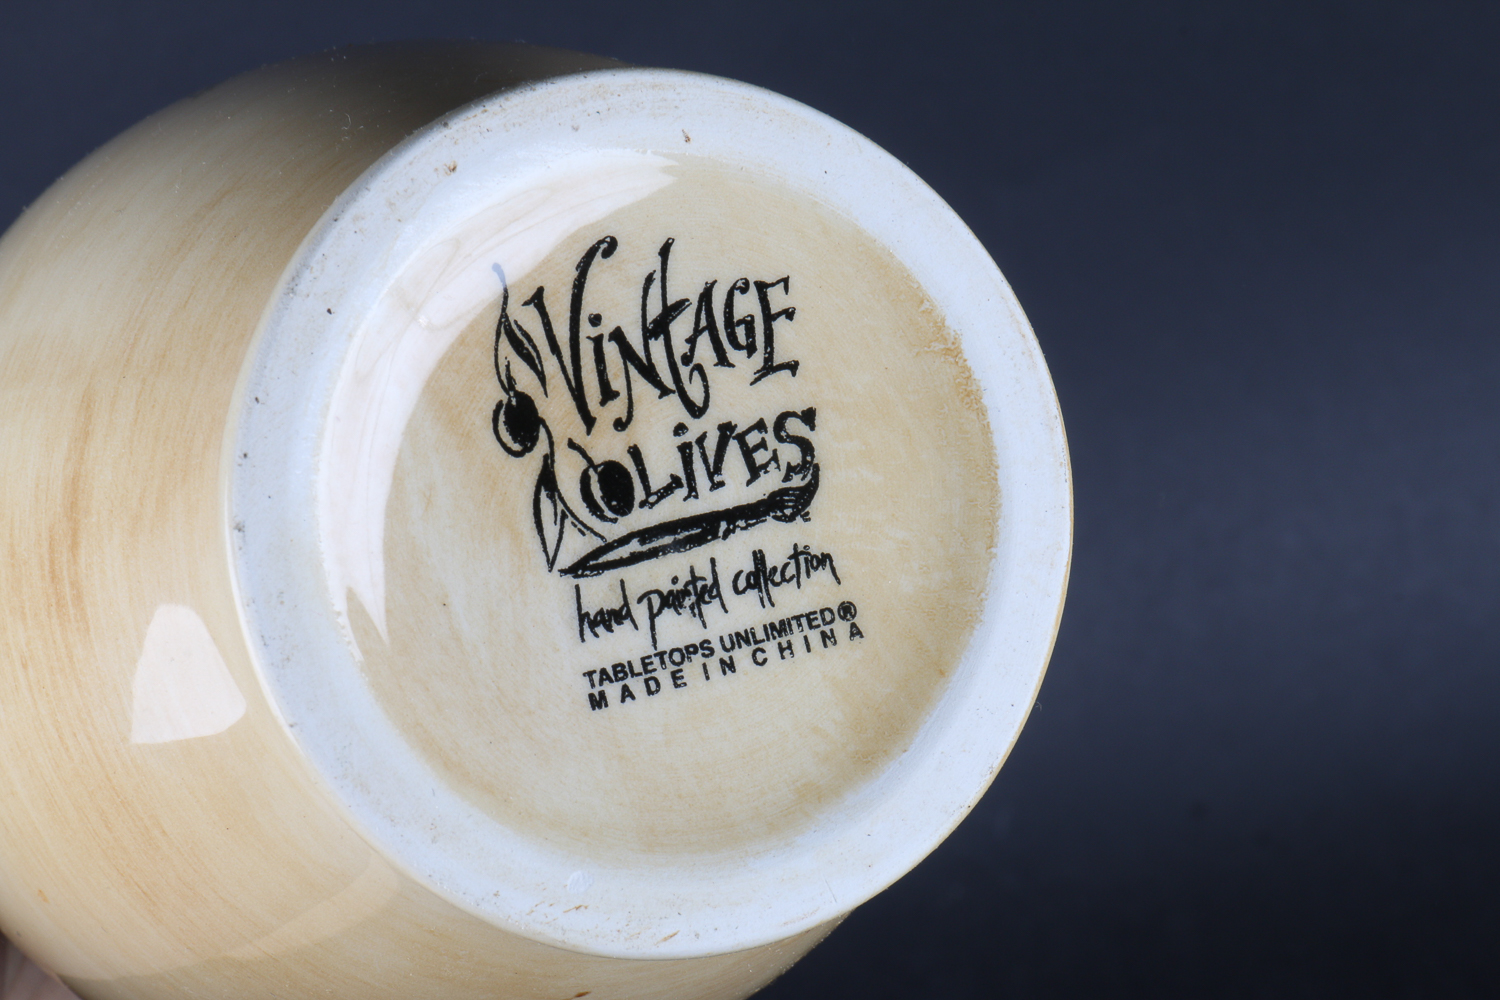 VINTAGE
OLIVES
hand painted collection
TABLETOPS UNLIMITED®
MADE IN CHINA